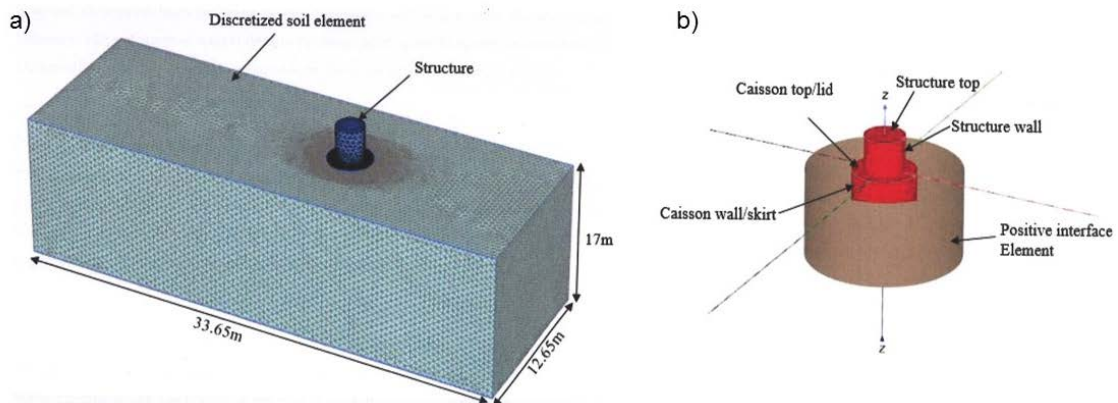 a)
Discretized soil element
Structure
17m
33.65m
12.65m
b)
Caisson top/lid
z
Structure top
Structure wall
Caisson wall/skirt
Positive interface
Element
z